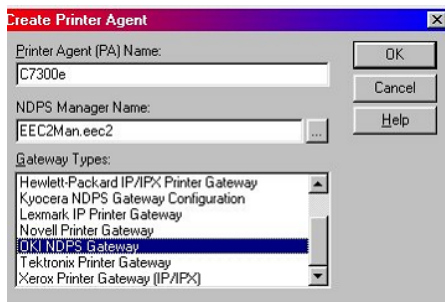 Create Printer Agent
Printer Agent (PA) Name:
C7300e
NDPS Manager Name:
EEC2Man.eec2
...
Gateway Types:
Hewlett-Packard IP/IPX Printer Gateway
Kyocera NDPS Gateway Configuration
Lexmark IP Printer Gateway
Novell Printer Gateway
OKI NDPS Gateway
Tektronix Printer Gateway
Xerox Printer Gateway (IP/IPX)
OK
Cancel
Help